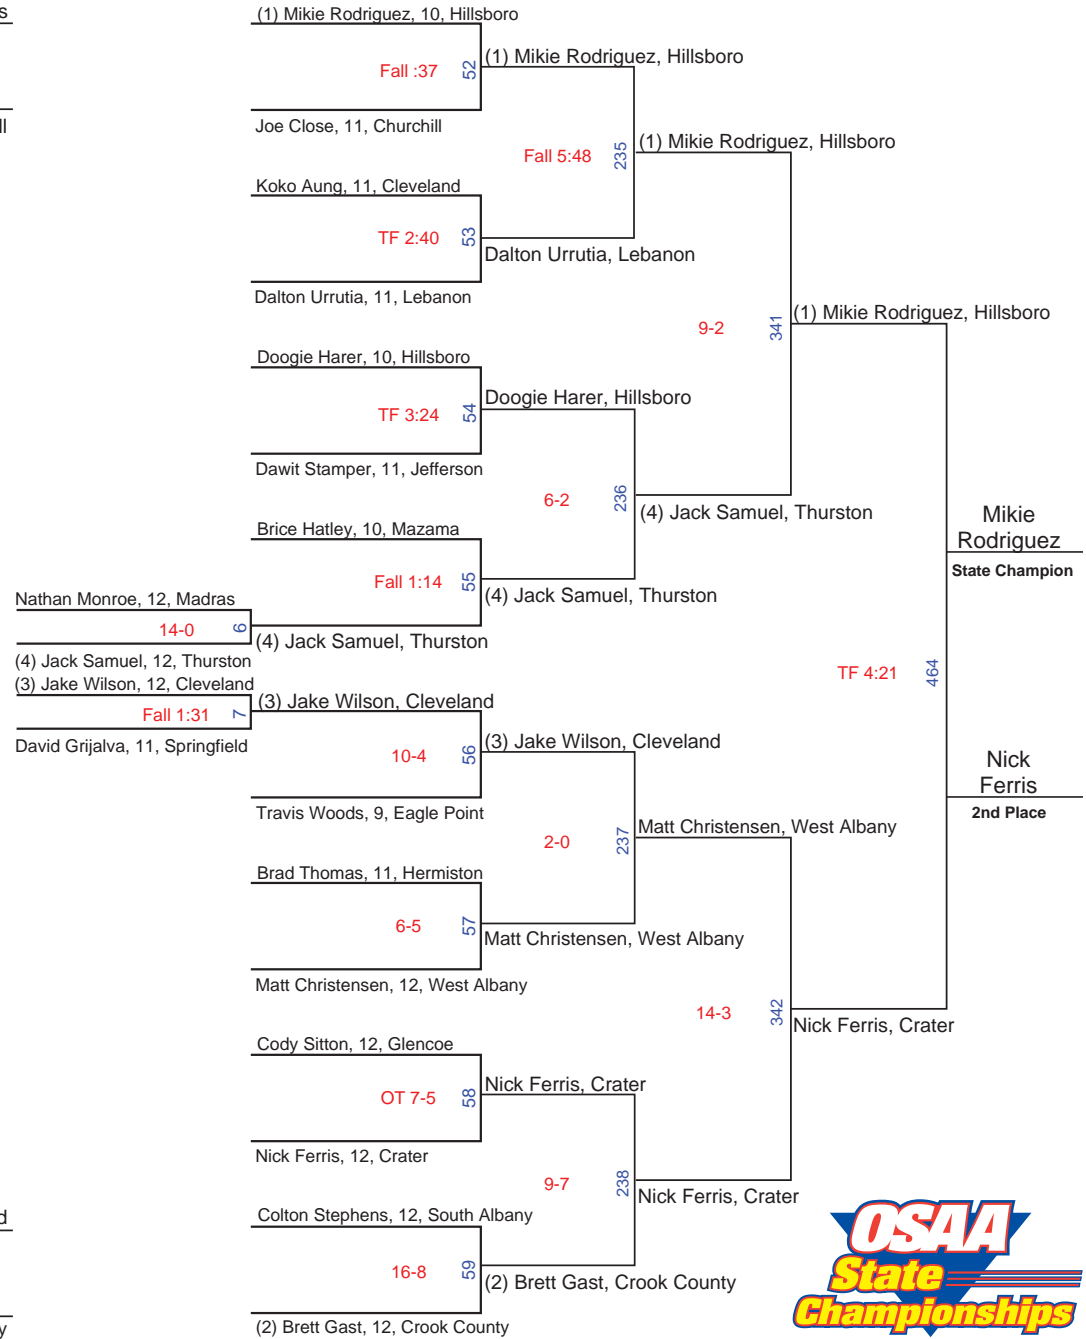 s
ll
(1) Mikie Rodriguez, 10, Hillsboro
Fall :37
52
(1) Mikie Rodriguez, Hillsboro
Joe Close, 11, Churchill
Fall 5:48
235
(1) Mikie Rodriguez, Hillsboro
Koko Aung, 11, Cleveland
TF 2:40
53
Dalton Urrutia, Lebanon
Dalton Urrutia, 11, Lebanon
9-2
341
(1) Mikie Rodriguez, Hillsboro
Doogie Harer, 10, Hillsboro
TF 3:24
54
Doogie Harer, Hillsboro
Dawit Stamper, 11, Jefferson
6-2
236
(4) Jack Samuel, Thurston
Brice Hatley, 10, Mazama
Fall 1:14
55
(4) Jack Samuel, Thurston
Nathan Monroe, 12, Madras
14-0
6
(4) Jack Samuel, Thurston
(4) Jack Samuel, 12, Thurston
Mikie
Rodriguez
State Champion
TF 4:21
464
(3) Jake Wilson, 12, Cleveland
Fall 1:31
7
(3) Jake Wilson, Cleveland
David Grijalva, 11, Springfield
10-4
56
(3) Jake Wilson, Cleveland
Travis Woods, 9, Eagle Point
Nick
Ferris
2nd Place
2-0
237
Matt Christensen, West Albany
Brad Thomas, 11, Hermiston
6-5
57
Matt Christensen, West Albany
Matt Christensen, 12, West Albany
14-3
342
Nick Ferris, Crater
Cody Sitton, 12, Glencoe
OT 7-5
58
Nick Ferris, Crater
Nick Ferris, 12, Crater
9-7
238
Nick Ferris, Crater
d
Colton Stephens, 12, South Albany
16-8
59
(2) Brett Gast, Crook County
y
(2) Brett Gast, 12, Crook County
OSAA
State
Championships